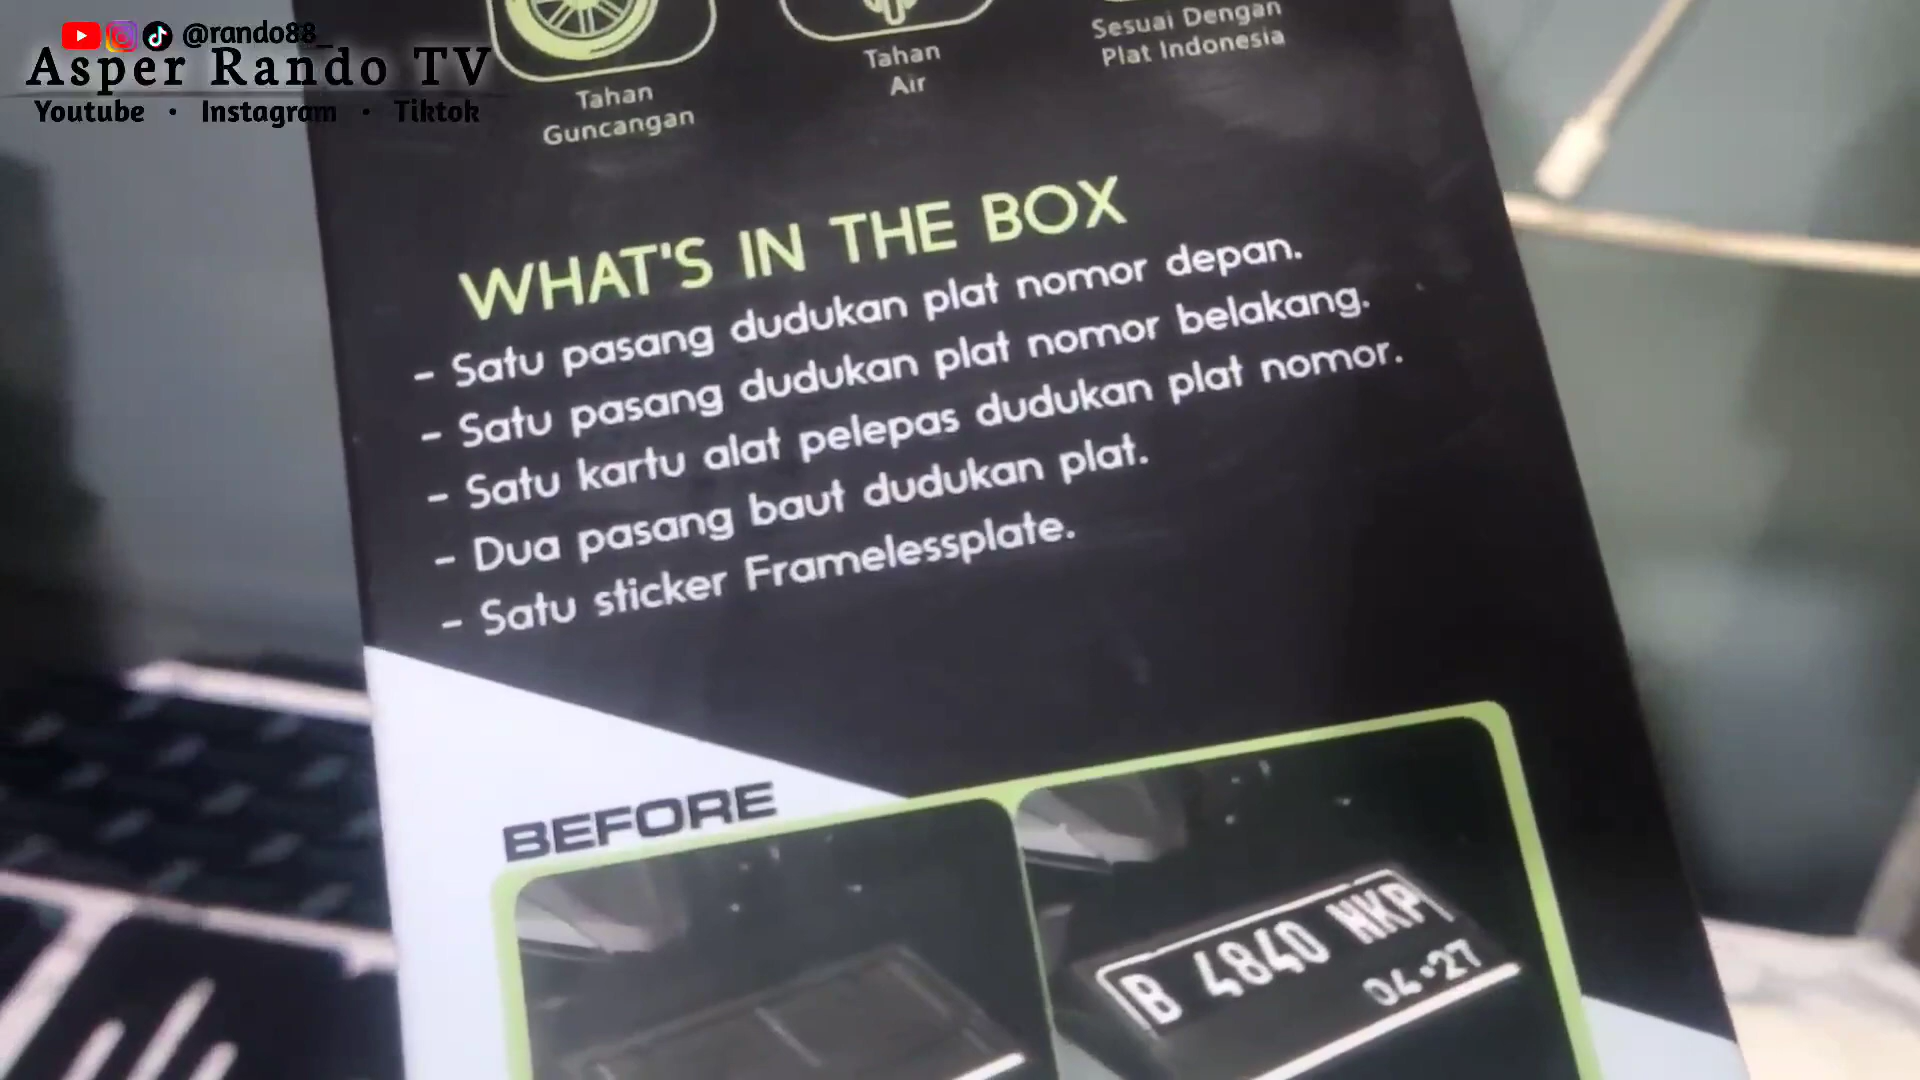 @rando88_
Asper Rando TV
Youtube • Instagram • Tiktok
Tahan
Guncangan
Tahan
Air
Sesuai Dengan
Plat Indonesia
WHAT'S IN THE BOX
- Satu pasang dudukan plat nomor depan.
- Satu pasang dudukan plat nomor belakang.
- Satu kartu alat pelepas dudukan plat nomor.
- Dua pasang baut dudukan plat.
- Satu sticker Framelessplate.
BEFORE
B 4840 NKP
04•27